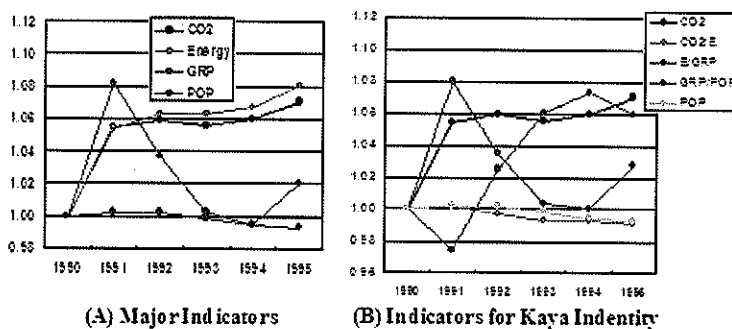 1.12
1.10
1.08
1.06
1.04
1.02
1.00
0.98
1990 1991 1992 1993 1994 1995
CO2
Energy
GRP
POP
(A) Major Indicators
1.12
1.10
1.08
1.06
1.04
1.02
1.00
0.98
0.96
1990 1991 1992 1993 1994 1995
CO2
CO2/E
E/GRP
GRP/POP
POP
(B) Indicators for Kaya Indentity